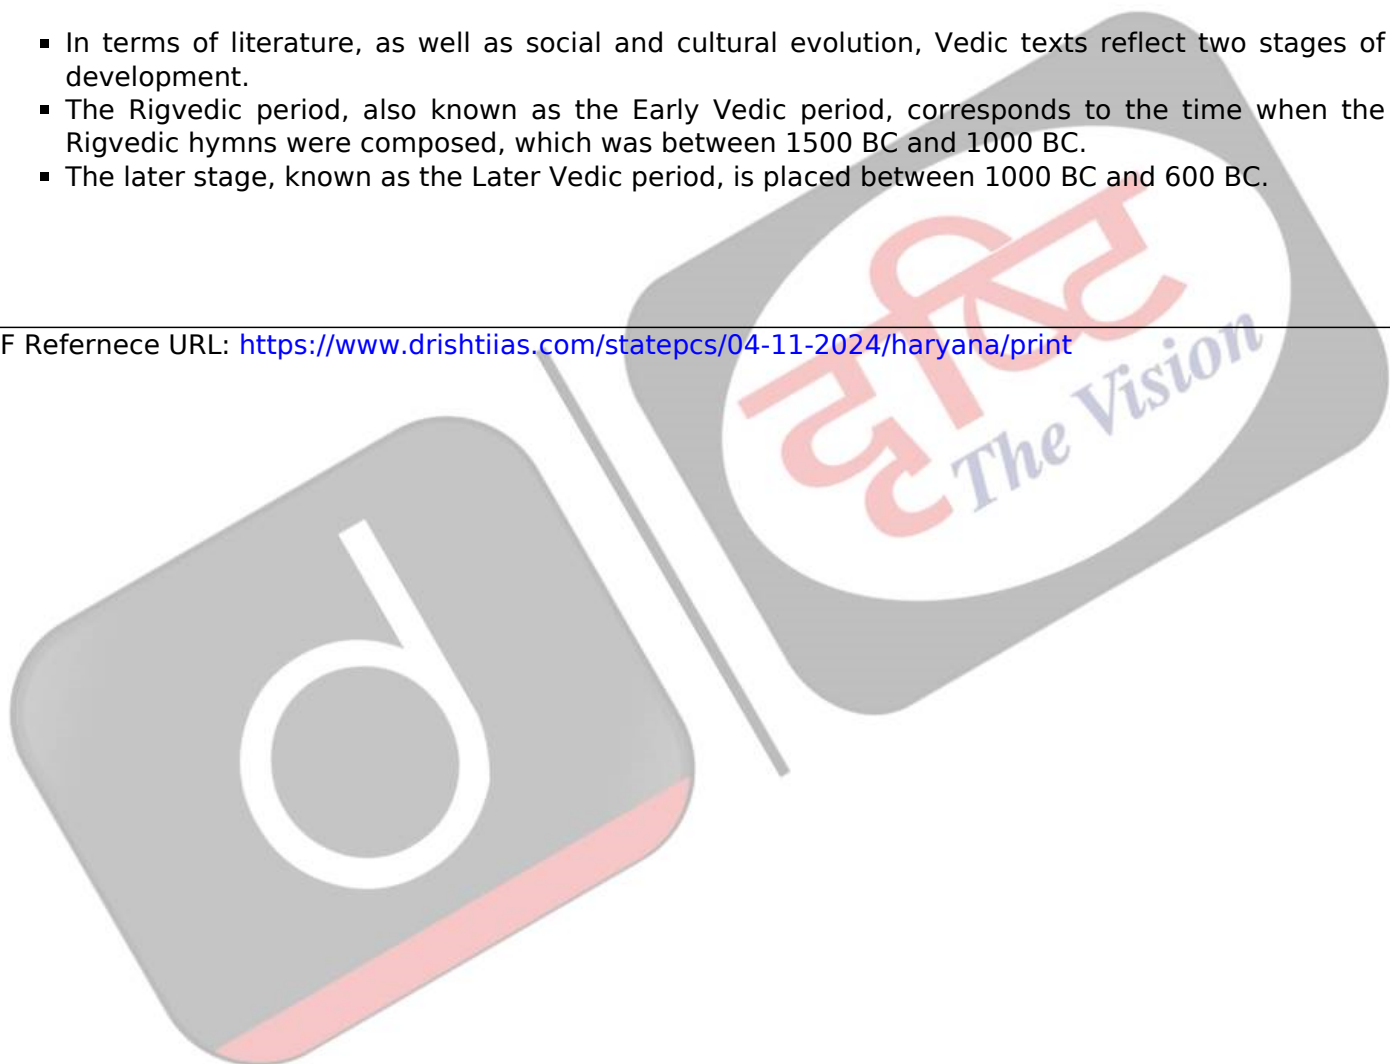 ▪ In terms of literature, as well as social and cultural evolution, Vedic texts reflect two stages of
development.
▪ The Rigvedic period, also known as the Early Vedic period, corresponds to the time when the
Rigvedic hymns were composed, which was between 1500 BC and 1000 BC.
▪ The later stage, known as the Later Vedic period, is placed between 1000 BC and 600 BC.
F Refernece URL: https://www.drishtiias.com/statepcs/04-11-2024/haryana/print
दृष्टि
The Vision
d